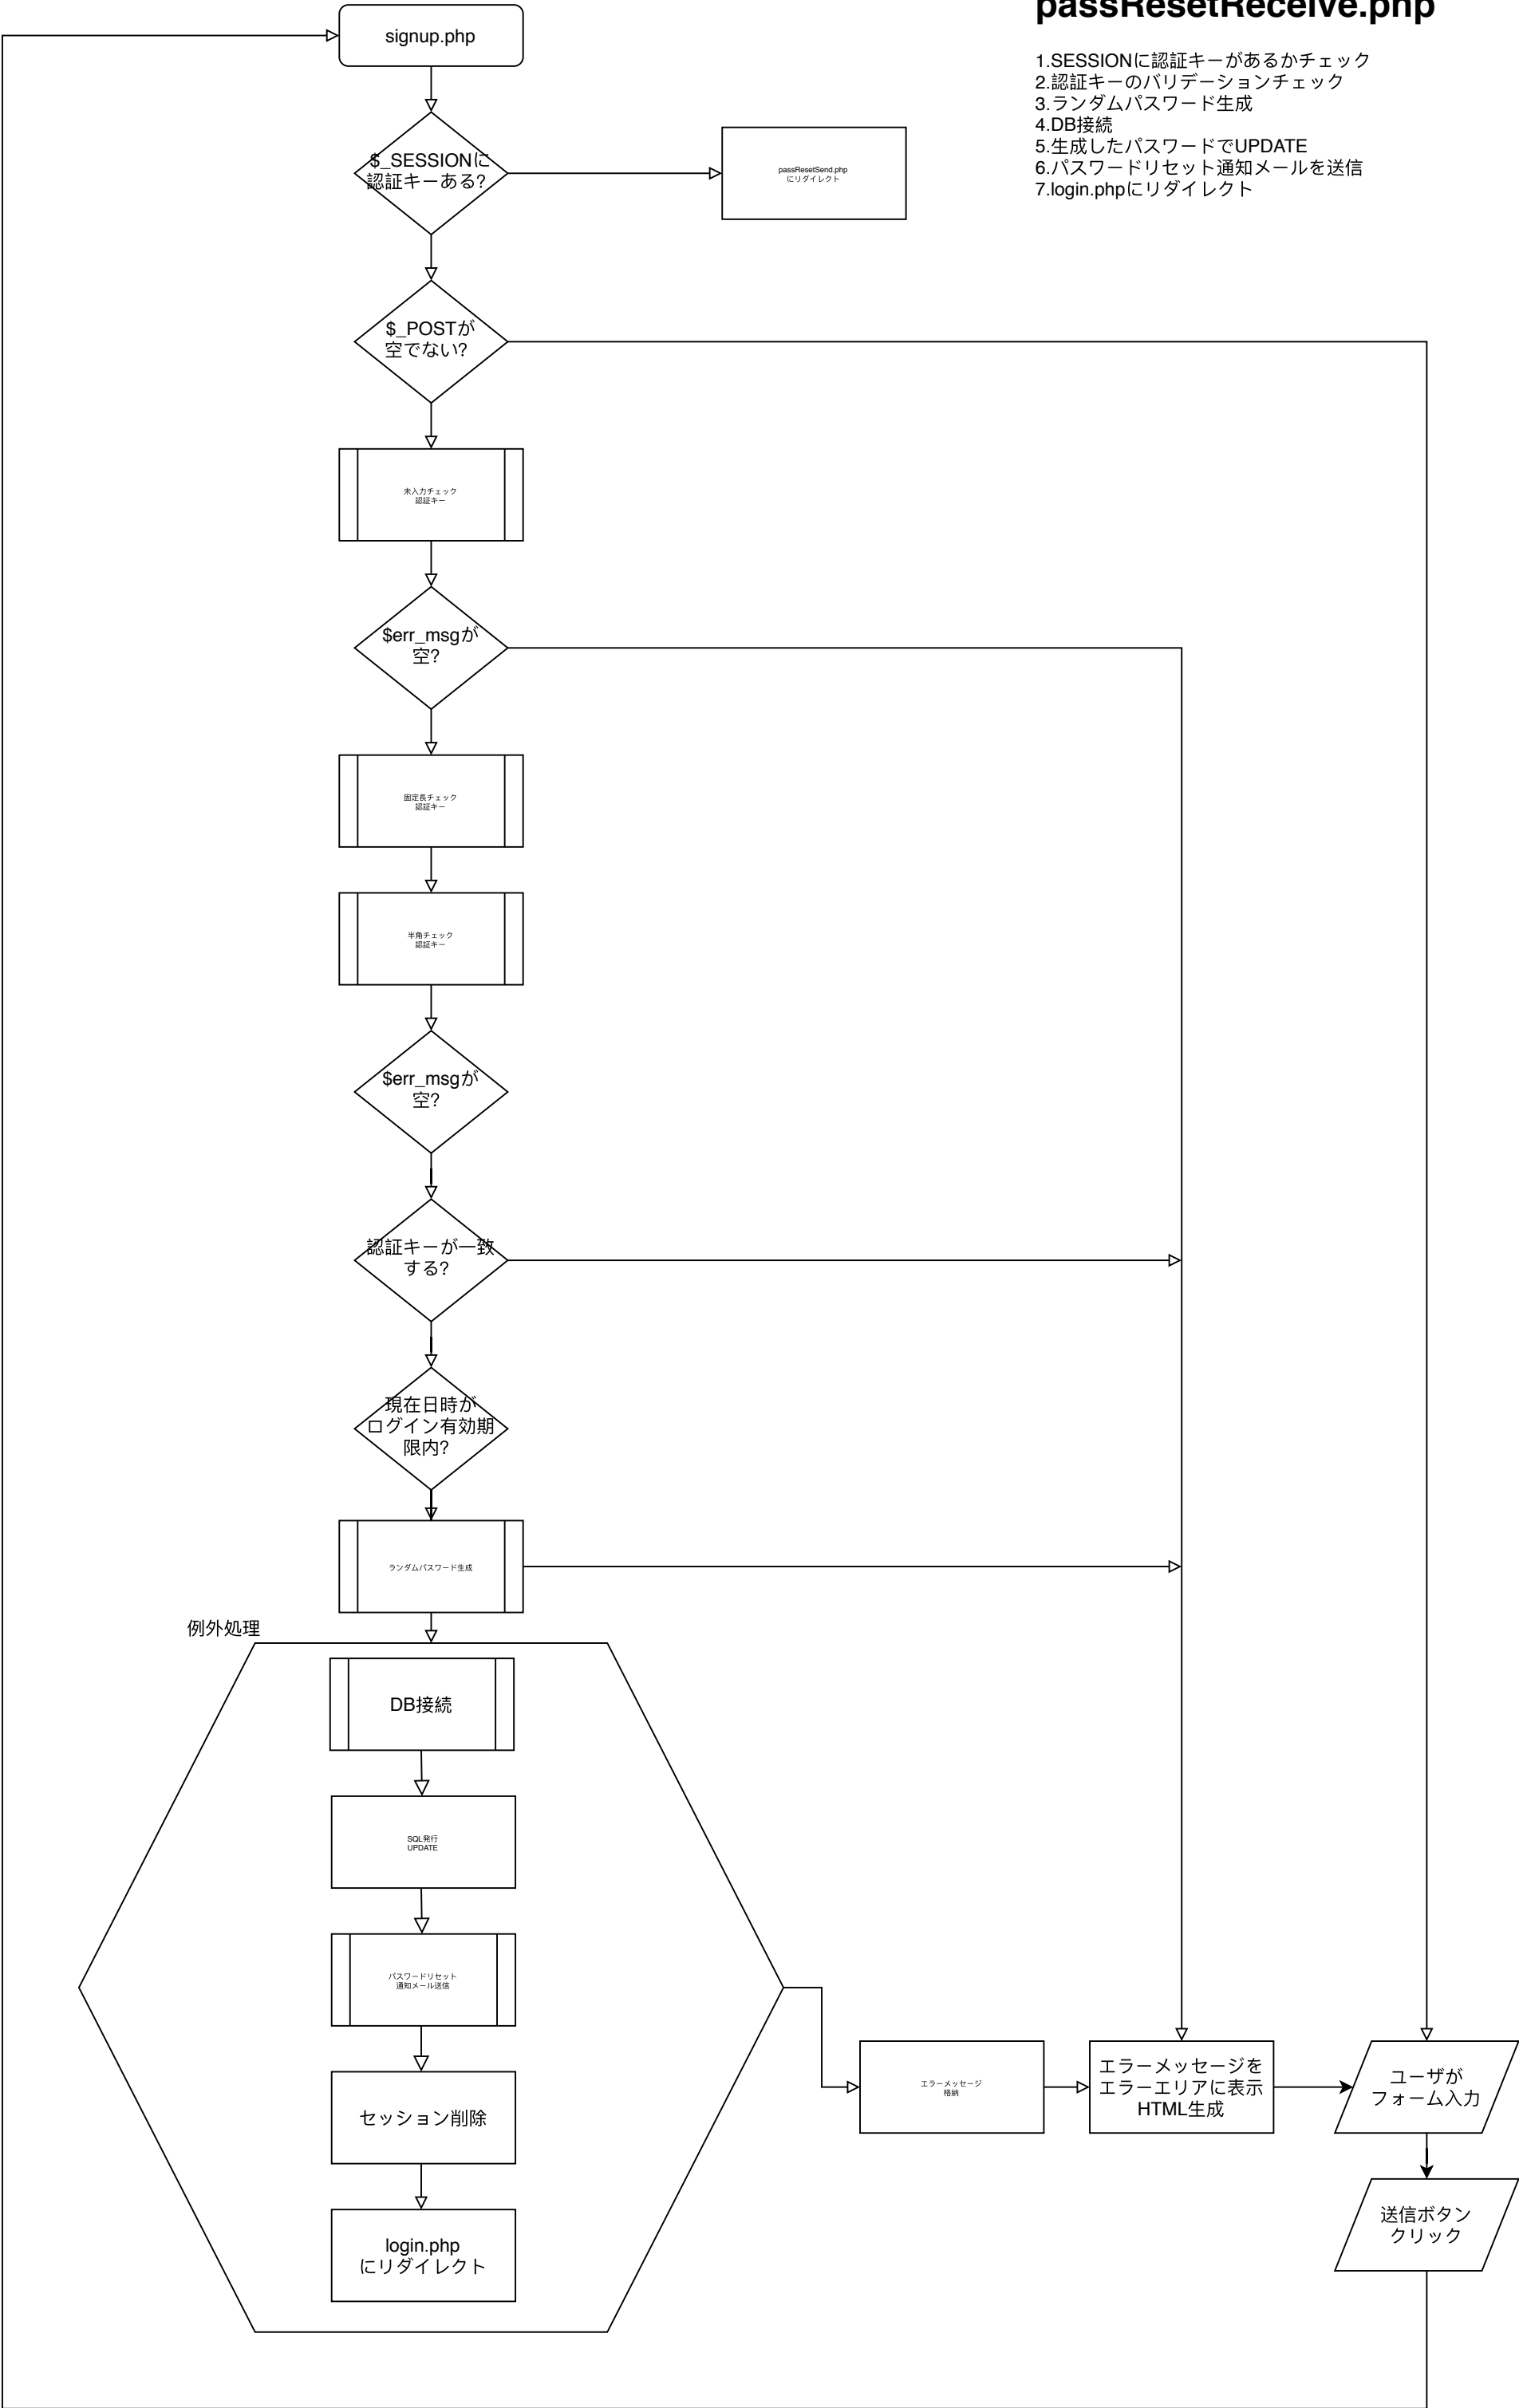 passResetReceive.php
1.SESSIONに認証キーがあるかチェック
2.認証キーのバリデーションチェック
3.ランダムパスワード生成
4.DB接続
5.生成したパスワードでUPDATE
6.パスワードリセット通知メールを送信
7.login.phpにリダイレクト
signup.php
$_SESSIONに
認証キーある?
passResetSend.php
にリダイレクト
$_POSTが
空でない?
未入力チェック
認証キー
$err_msgが
空?
固定長チェック
認証キー
半角チェック
認証キー
$err_msgが
空?
認証キーが一致
する?
現在日時が
ログイン有効期
限内?
ランダムパスワード生成
例外処理
DB接続
SQL発行
UPDATE
パスワードリセット
通知メール送信
セッション削除
login.php
にリダイレクト
エラーメッセージ
格納
エラーメッセージを
エラーエリアに表示
HTML生成
ユーザが
フォーム入力
送信ボタン
クリック